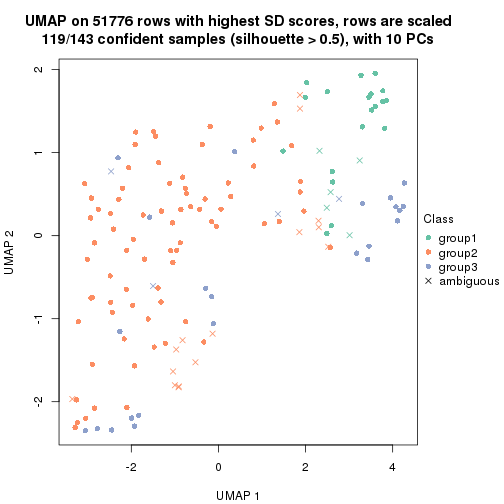 UMAP on 51776 rows with highest SD scores, rows are scaled
119/143 confident samples (silhouette > 0.5), with 10 PCs
2
1
0
-1
-2
UMAP 2
-2
0
2
4
UMAP 1
Class
group1
group2
group3
ambiguous